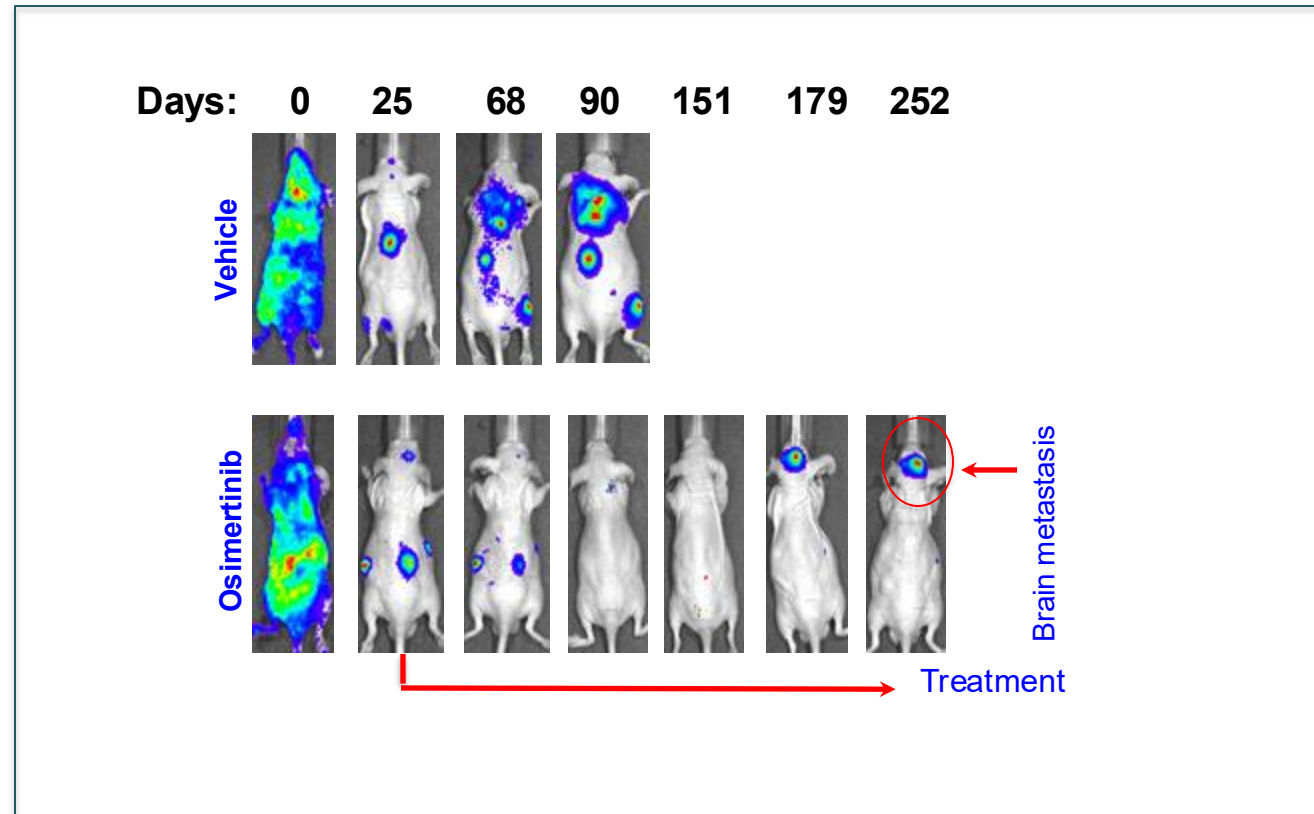 Days: 0 25 68 90 151 179 252
Vehicle
Osimertinib
Brain metastasis
Treatment